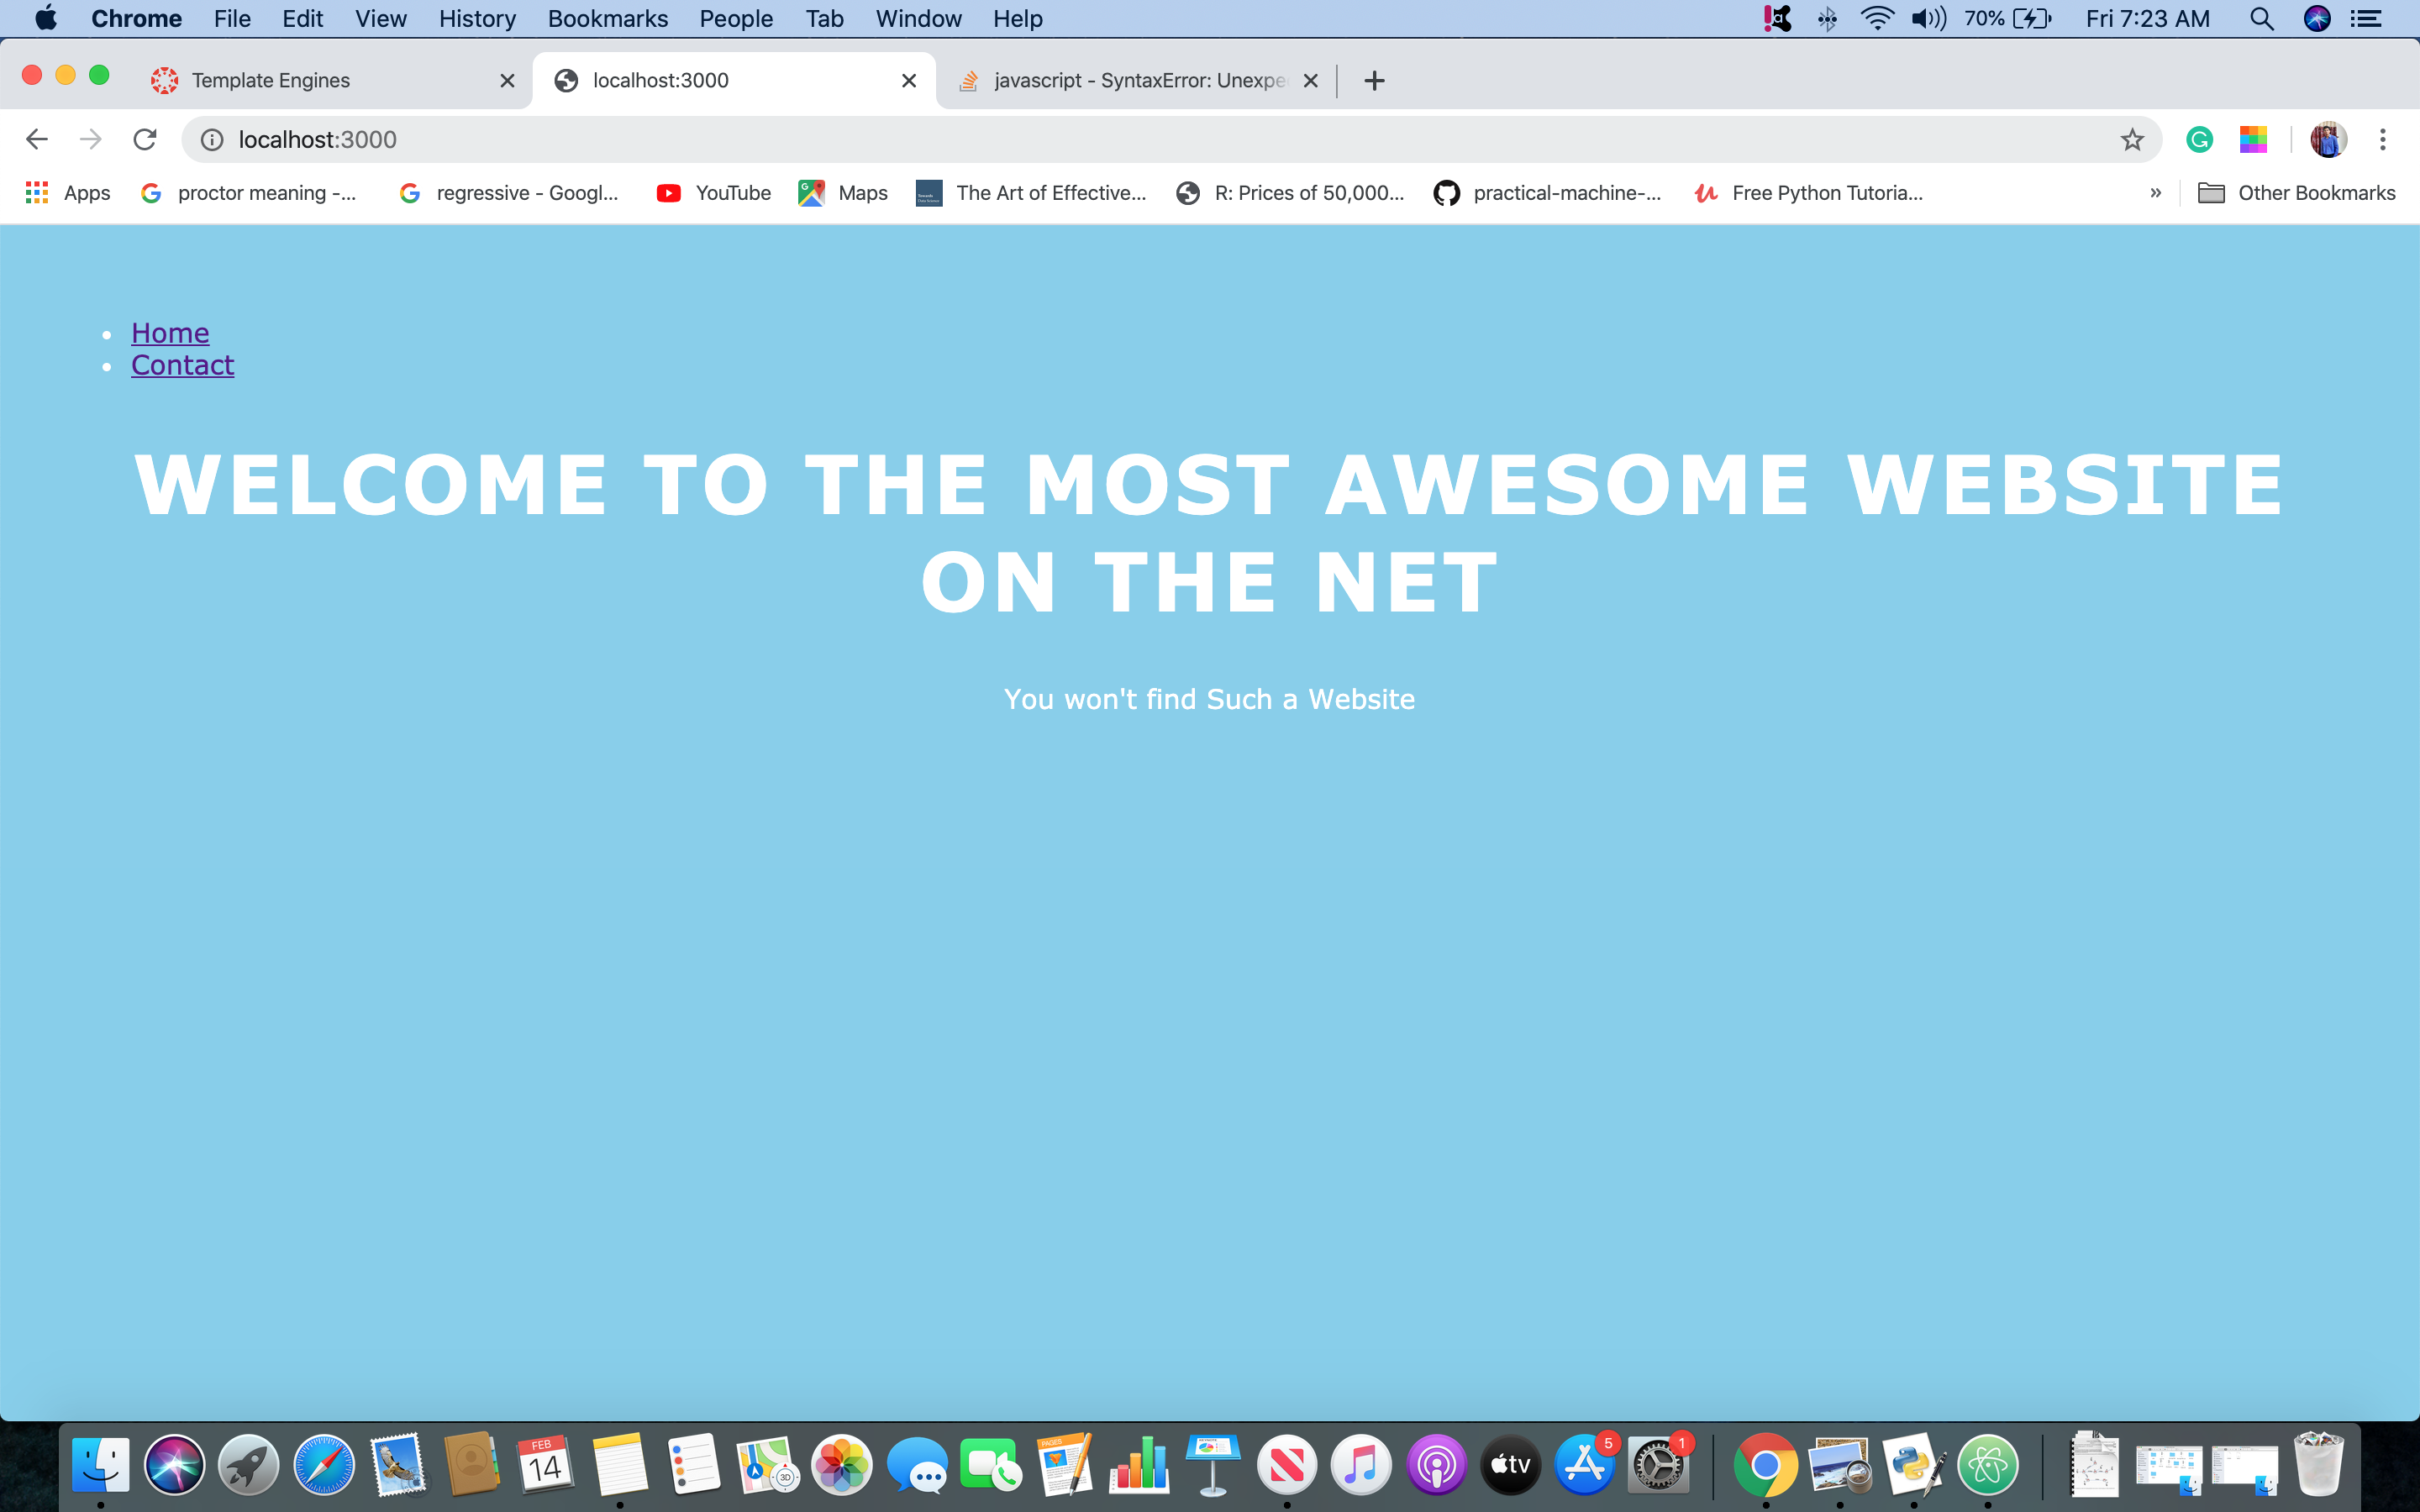 Chrome File Edit View History Bookmarks People Tab Window Help 70% Fri 7:23 AM
Template Engines localhost:3000 javascript - SyntaxError: Unexpe
localhost:3000
Apps proctor meaning -... regressive - Googl... YouTube Maps The Art of Effective... R: Prices of 50,000... practical-machine-... Free Python Tutoria... » Other Bookmarks
Home
Contact
WELCOME TO THE MOST AWESOME WEBSITE
ON THE NET
You won't find Such a Website
FEB
14
PAGES
3D
tv
5
1